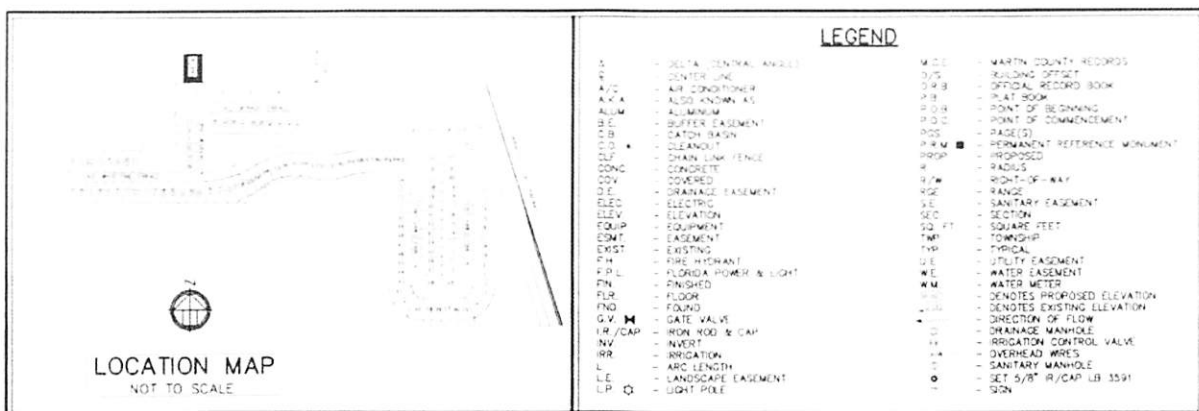 LOCATION MAP
NOT TO SCALE
LEGEND
Δ - DELTA (CENTRAL ANGLE)
- CENTER LINE
A/C - AIR CONDITIONER
A.K.A. - ALSO KNOWN AS
ALUM - ALUMINUM
B.E. - BUFFER EASEMENT
C.B. - CATCH BASIN
C.O. - CLEANOUT
CLF - CHAIN LINK FENCE
CONC. - CONCRETE
COV. - COVERED
D.E. - DRAINAGE EASEMENT
ELEC - ELECTRIC
ELEV - ELEVATION
EQUIP - EQUIPMENT
ESMT. - EASEMENT
EXIST. - EXISTING
F.H. - FIRE HYDRANT
F.P.L. - FLORIDA POWER & LIGHT
FIN. - FINISHED
FLR. - FLOOR
FND. - FOUND
G.V. - GATE VALVE
I.R./CAP - IRON ROD & CAP
INV. - INVERT
IRR. - IRRIGATION
L - ARC LENGTH
L.E. - LANDSCAPE EASEMENT
L.P. - LIGHT POLE
- MARTIN COUNTY RECORDS
O/S - BUILDING OFFSET
O.R.B. - OFFICIAL RECORD BOOK
P.B. - PLAT BOOK
P.O.B. - POINT OF BEGINNING
P.O.C. - POINT OF COMMENCEMENT
PGS - PAGE(S)
P.R.M. - PERMANENT REFERENCE MONUMENT
PROP - PROPOSED
R - RADIUS
R/W - RIGHT-OF-WAY
RGE - RANGE
S.E. - SANITARY EASEMENT
SEC - SECTION
SQ. FT. - SQUARE FEET
TWP - TOWNSHIP
TYP - TYPICAL
U.E. - UTILITY EASEMENT
W.E. - WATER EASEMENT
W.M. - WATER METER
- DENOTES PROPOSED ELEVATION
- DENOTES EXISTING ELEVATION
- DIRECTION OF FLOW
- DRAINAGE MANHOLE
- IRRIGATION CONTROL VALVE
- OVERHEAD WIRES
- SANITARY MANHOLE
- SET 5/8" IR/CAP LB 3591
- SIGN